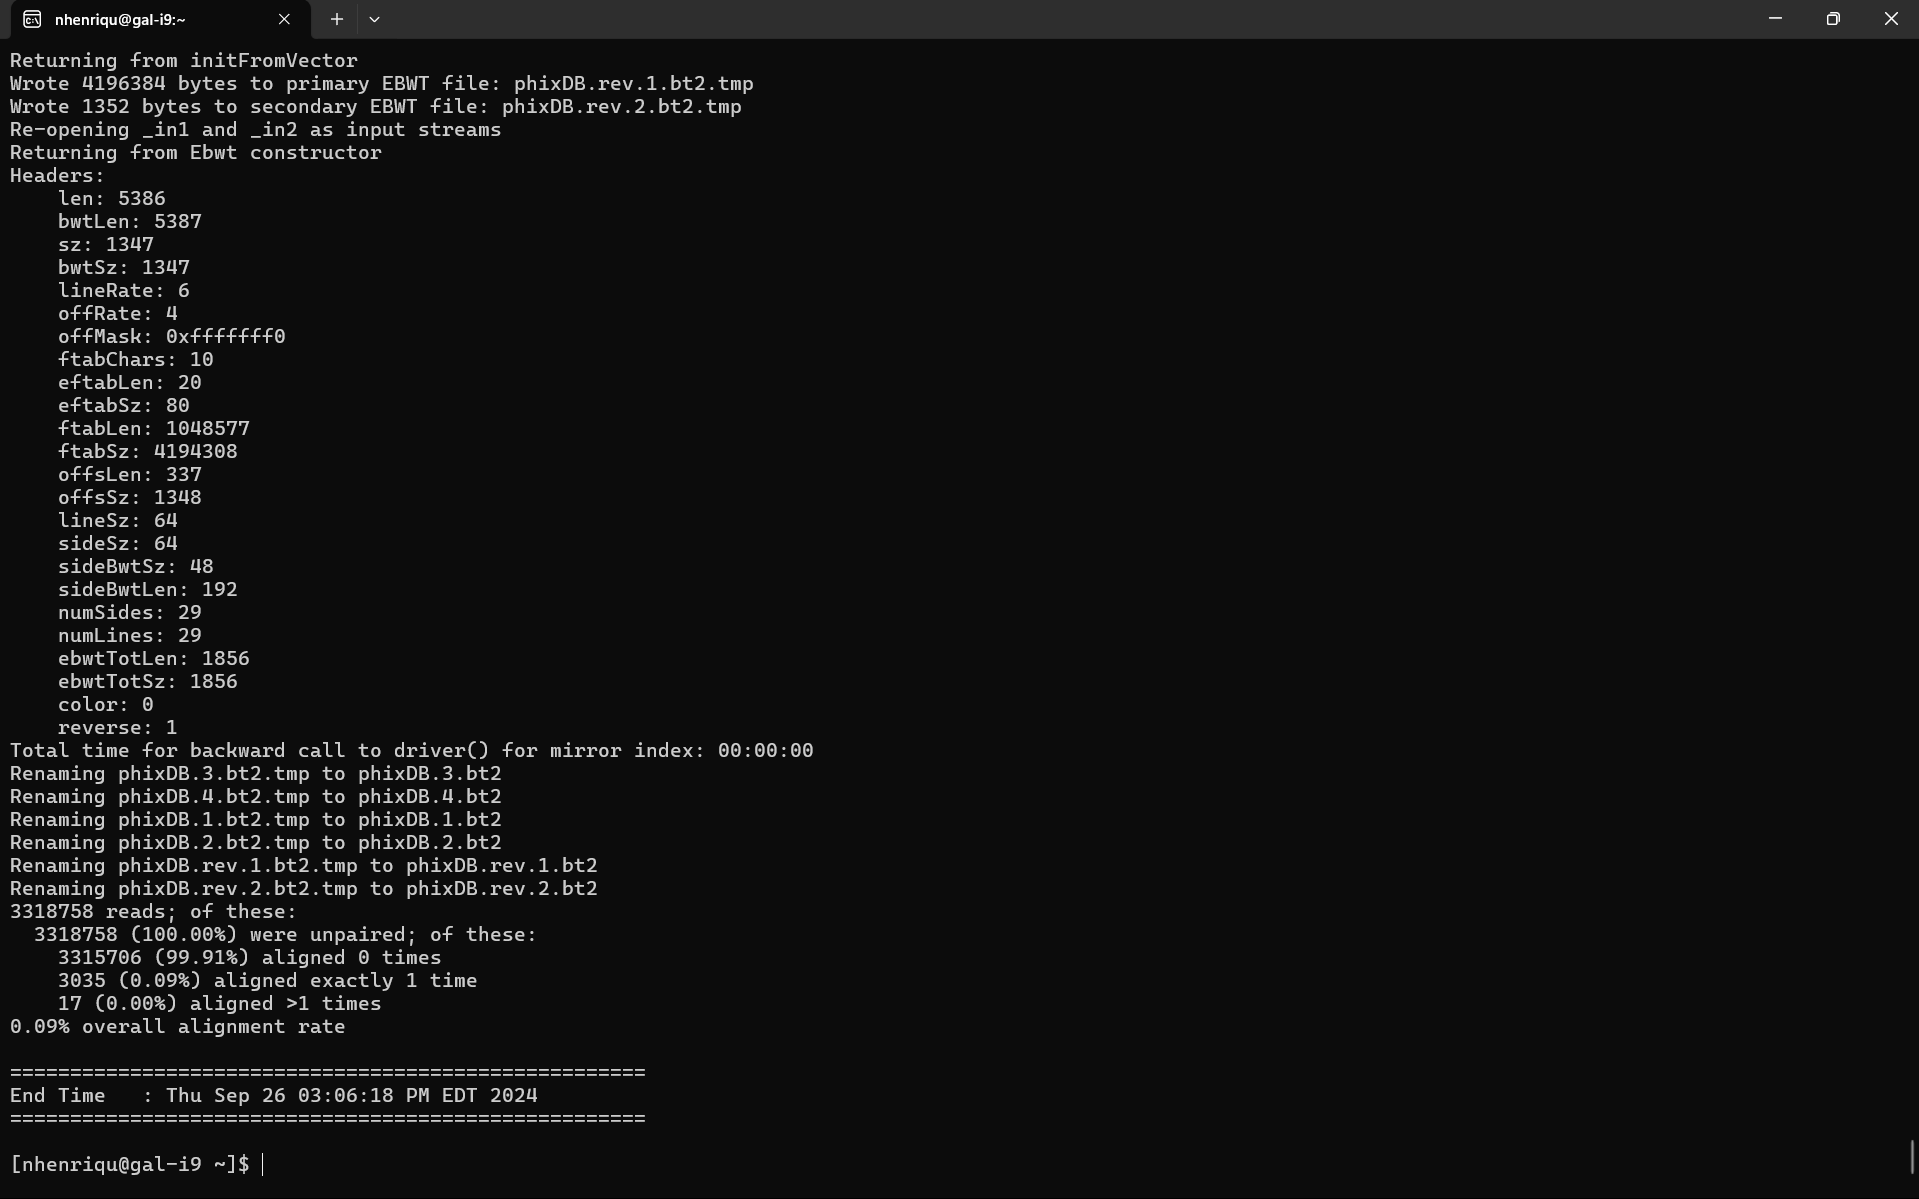 nhenriqu@gal-i9:~
Returning from initFromVector
Wrote 4196384 bytes to primary EBWT file: phixDB.rev.1.bt2.tmp
Wrote 1352 bytes to secondary EBWT file: phixDB.rev.2.bt2.tmp
Re-opening _in1 and _in2 as input streams
Returning from Ebwt constructor
Headers:
    len: 5386
    bwtLen: 5387
    sz: 1347
    bwtSz: 1347
    lineRate: 6
    offRate: 4
    offMask: 0xfffffff0
    ftabChars: 10
    eftabLen: 20
    eftabSz: 80
    ftabLen: 1048577
    ftabSz: 4194308
    offsLen: 337
    offsSz: 1348
    lineSz: 64
    sideSz: 64
    sideBwtSz: 48
    sideBwtLen: 192
    numSides: 29
    numLines: 29
    ebwtTotLen: 1856
    ebwtTotSz: 1856
    color: 0
    reverse: 1
Total time for backward call to driver() for mirror index: 00:00:00
Renaming phixDB.3.bt2.tmp to phixDB.3.bt2
Renaming phixDB.4.bt2.tmp to phixDB.4.bt2
Renaming phixDB.1.bt2.tmp to phixDB.1.bt2
Renaming phixDB.2.bt2.tmp to phixDB.2.bt2
Renaming phixDB.rev.1.bt2.tmp to phixDB.rev.1.bt2
Renaming phixDB.rev.2.bt2.tmp to phixDB.rev.2.bt2
3318758 reads; of these:
  3318758 (100.00%) were unpaired; of these:
    3315706 (99.91%) aligned 0 times
    3035 (0.09%) aligned exactly 1 time
    17 (0.00%) aligned >1 times
0.09% overall alignment rate
=====================================================
End Time   : Thu Sep 26 03:06:18 PM EDT 2024
=====================================================
[nhenriqu@gal-i9 ~]$